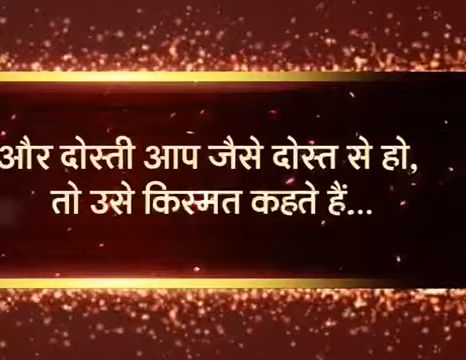 और दोस्ती आप जैसे दोस्त से हो,
तो उसे किस्मत कहते हैं...